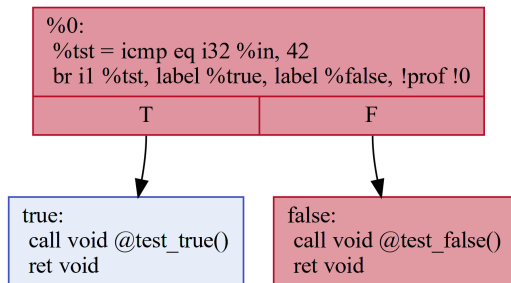 %0:
%tst = icmp eq i32 %in, 42
br i1 %tst, label %true, label %false, !prof !0
T F
true:
call void @test_true()
ret void
false:
call void @test_false()
ret void